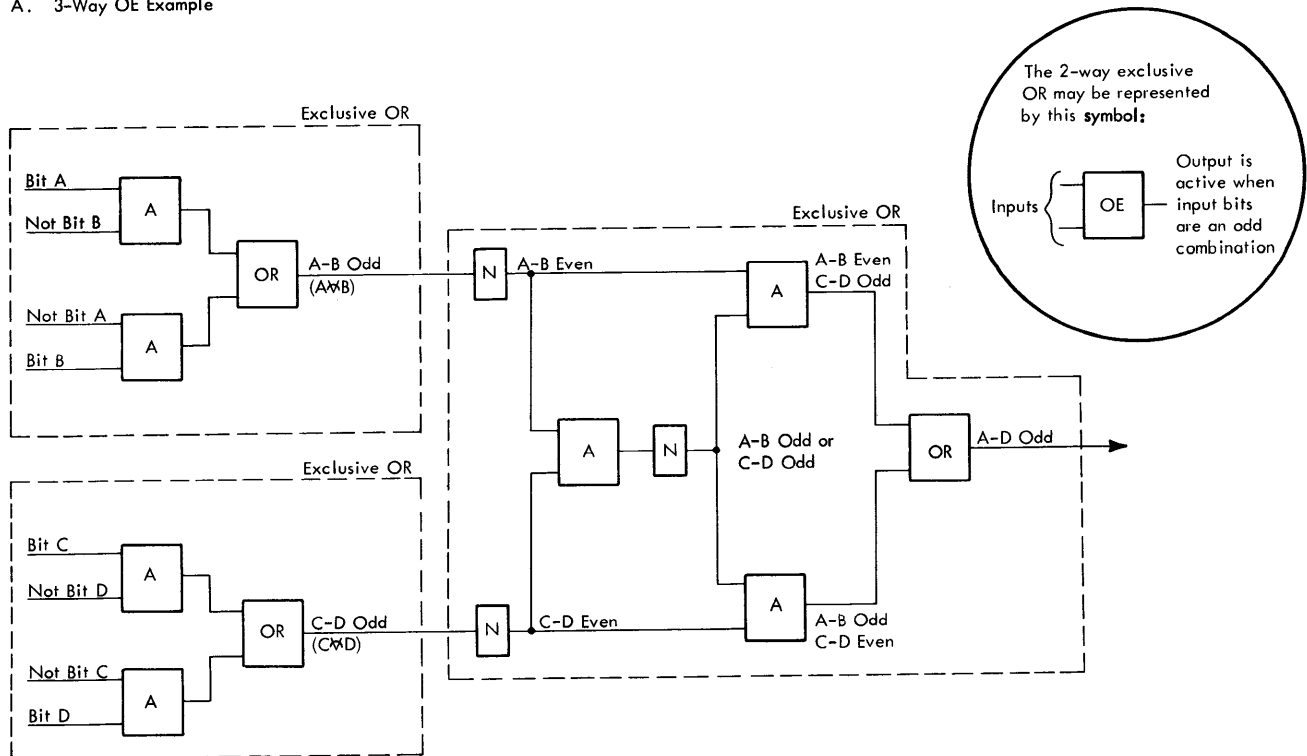 A. 3-Way OE Example
The 2-way exclusive
OR may be represented
by this symbol:
Inputs
OE
Output is
active when
input bits
are an odd
combination
Exclusive OR
Bit A
Not Bit B
A
Not Bit A
Bit B
A
OR
A-B Odd
(A∀B)
Exclusive OR
Bit C
Not Bit D
A
Not Bit C
Bit D
A
OR
C-D Odd
(C∀D)
Exclusive OR
N
A-B Even
N
C-D Even
A
N
A-B Odd or
C-D Odd
A
A-B Even
C-D Odd
A
A-B Odd
C-D Even
OR
A-D Odd